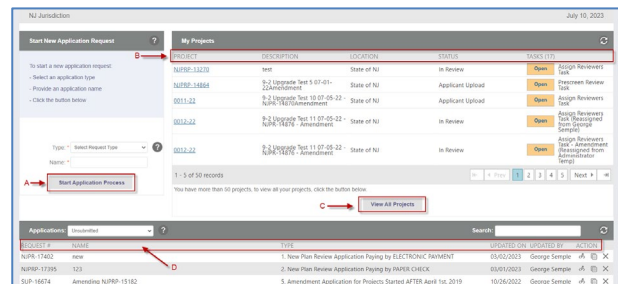 NJ Jurisdiction
July 10, 2023
Start New Application Request ?
To start a new application request:
- Select an application type
- Provide an application name
- Click the button below
Type: * Select Request Type ?
Name: *
A
Start Application Process
My Projects
B
PROJECT DESCRIPTION LOCATION STATUS TASKS (17)
NJPRP-13270 test State of NJ In Review Open Assign Reviewers Task
NJPRP-14864 9-2 Upgrade Test 5 07-01-22Amendment State of NJ Applicant Upload Open Prescreen Review Task
0011-22 9-2 Upgrade Test 10 07-05-22 - NJPR-14870Amendment State of NJ Applicant Upload Open Assign Reviewers Task
0012-22 9-2 Upgrade Test 11 07-05-22 - NJPR-14876 - Amendment State of NJ In Review Open Assign Reviewers Task (Reassigned from George Semple)
0012-22 9-2 Upgrade Test 11 07-05-22 - NJPR-14876 - Amendment State of NJ In Review Open Assign Reviewers Task - Amendment (Reassigned from Administrator Temp)
1 - 5 of 50 records
Prev 1 2 3 4 5 Next
You have more than 50 projects, to view all your projects, click the button below
C
View All Projects
Applications: Unsubmitted ? Search:
REQUEST # NAME TYPE UPDATED ON UPDATED BY ACTION
D
NJPR-17402 new 1. New Plan Review Application Paying by ELECTRONIC PAYMENT 03/02/2023 George Semple
NJPRP-17395 123 2. New Plan Review Application Paying by PAPER CHECK 03/01/2023 George Semple
SUP-16674 Amending NJPRP-15182 5. Amendment Application for Projects Started AFTER April 1st, 2019 10/26/2022 George Semple